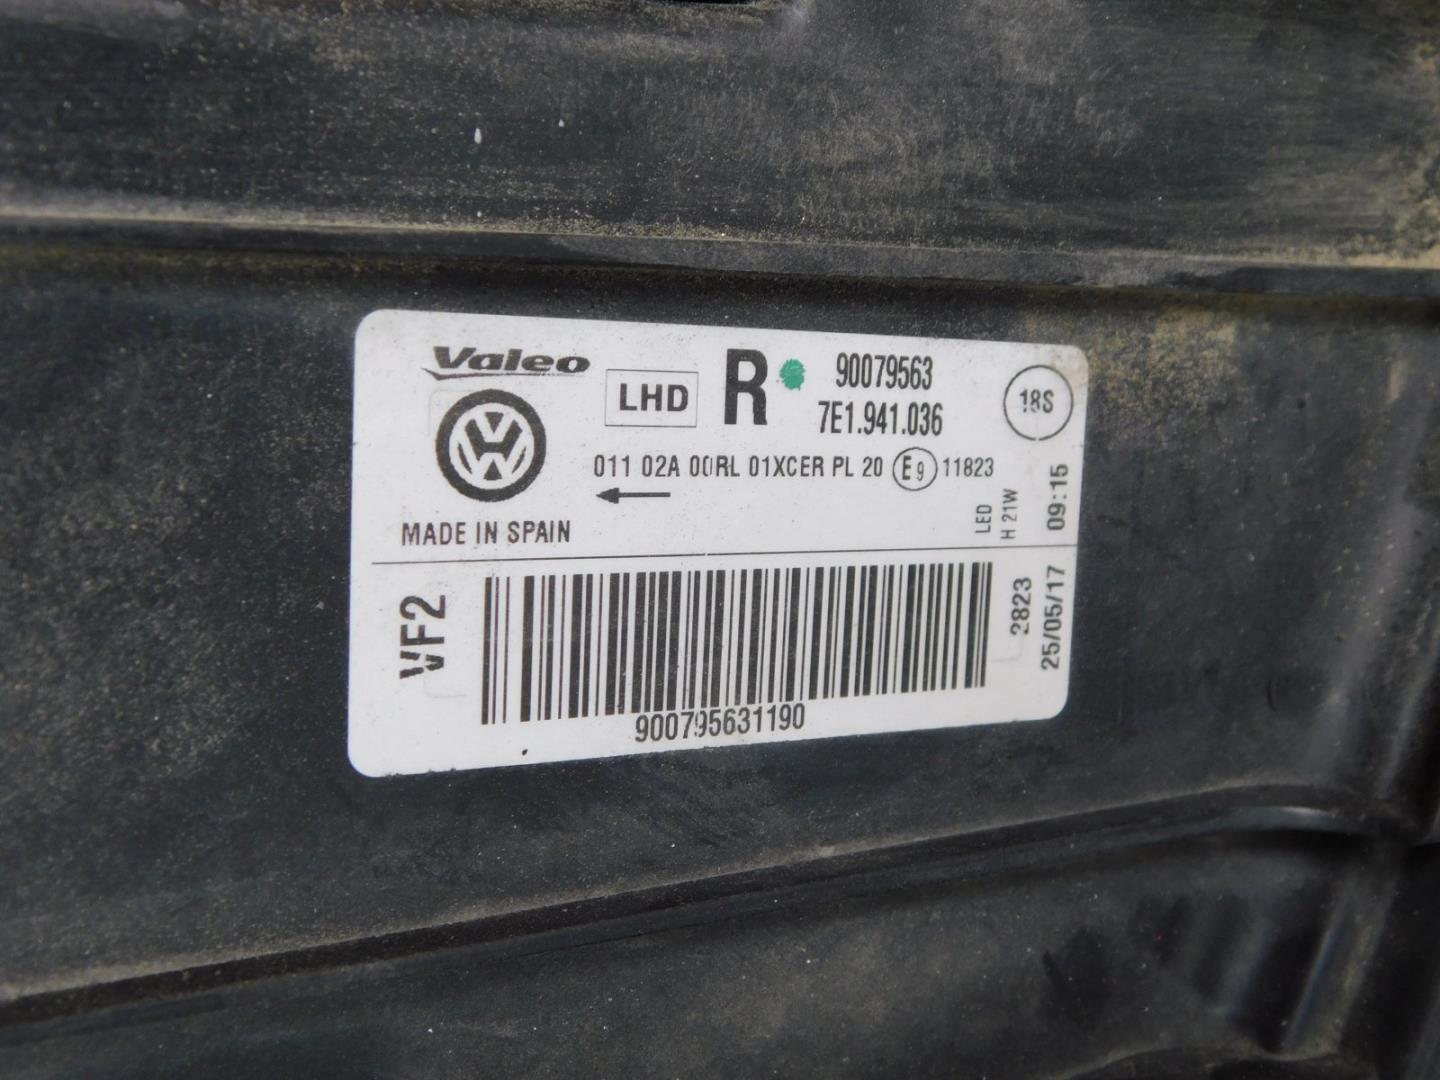 Valeo
LHD
R
90079563
7E1.941.036
18S
011 02A 00RL 01XCER PL 20 E9 11823
MADE IN SPAIN
LED
H 21W
09:15
VF2
2823
25/05/17
900795631190